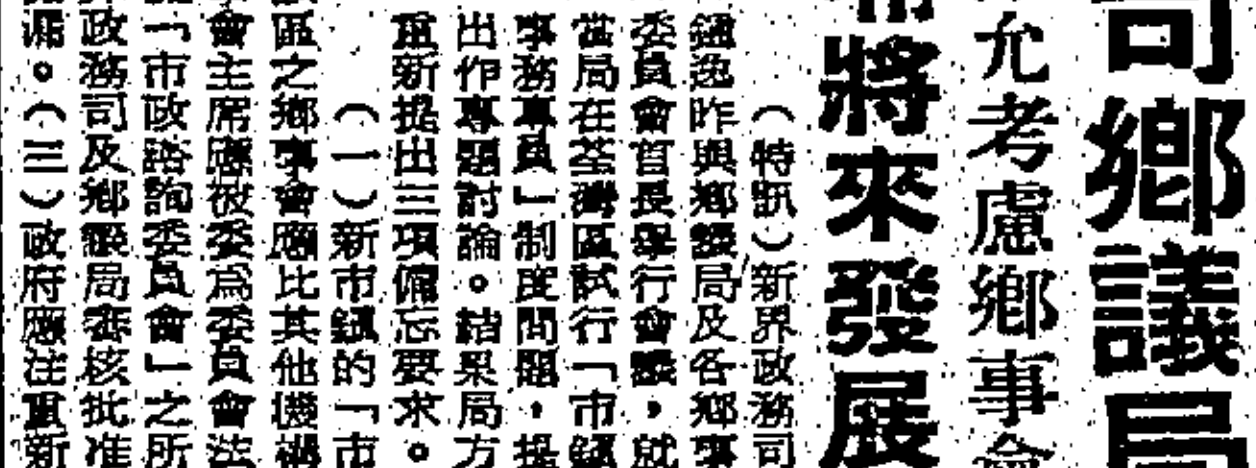 司鄉議局
允考慮鄉事會
將來發展
（特訊）新界政務司
逸昨與鄉議局及各鄉事
委員會首長舉行會議，就
當局在荃灣區試行「市鎮
事務專員」制度問題，提
出作專題討論。結果局方
重新提出三項備忘要求。
（一）新市鎮的「市
區之鄉事會應比其他機構
會主席應被委為委員會法
「市政諮詢委員會」之所
政務司及鄉議局審核批准
漏。（三）政府應注重新